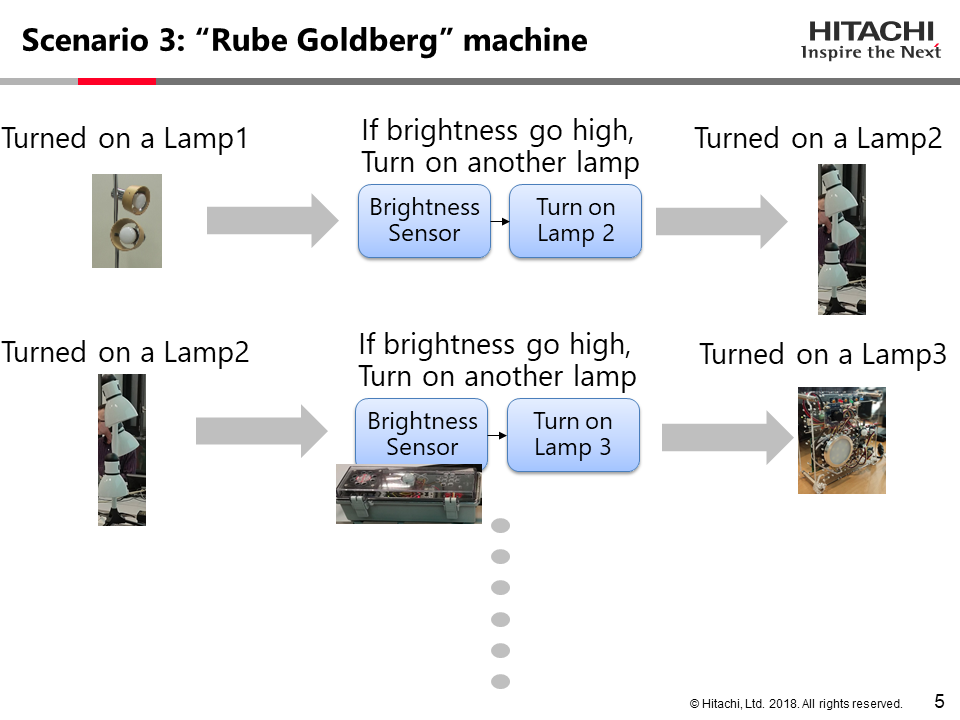 Scenario 3: “Rube Goldberg” machine
HITACHI
Inspire the Next
Turned on a Lamp1
If brightness go high,
Turn on another lamp
Brightness
Sensor
Turn on
Lamp 2
Turned on a Lamp2
Turned on a Lamp2
If brightness go high,
Turn on another lamp
Brightness
Sensor
Turn on
Lamp 3
Turned on a Lamp3
© Hitachi, Ltd. 2018. All rights reserved.
5